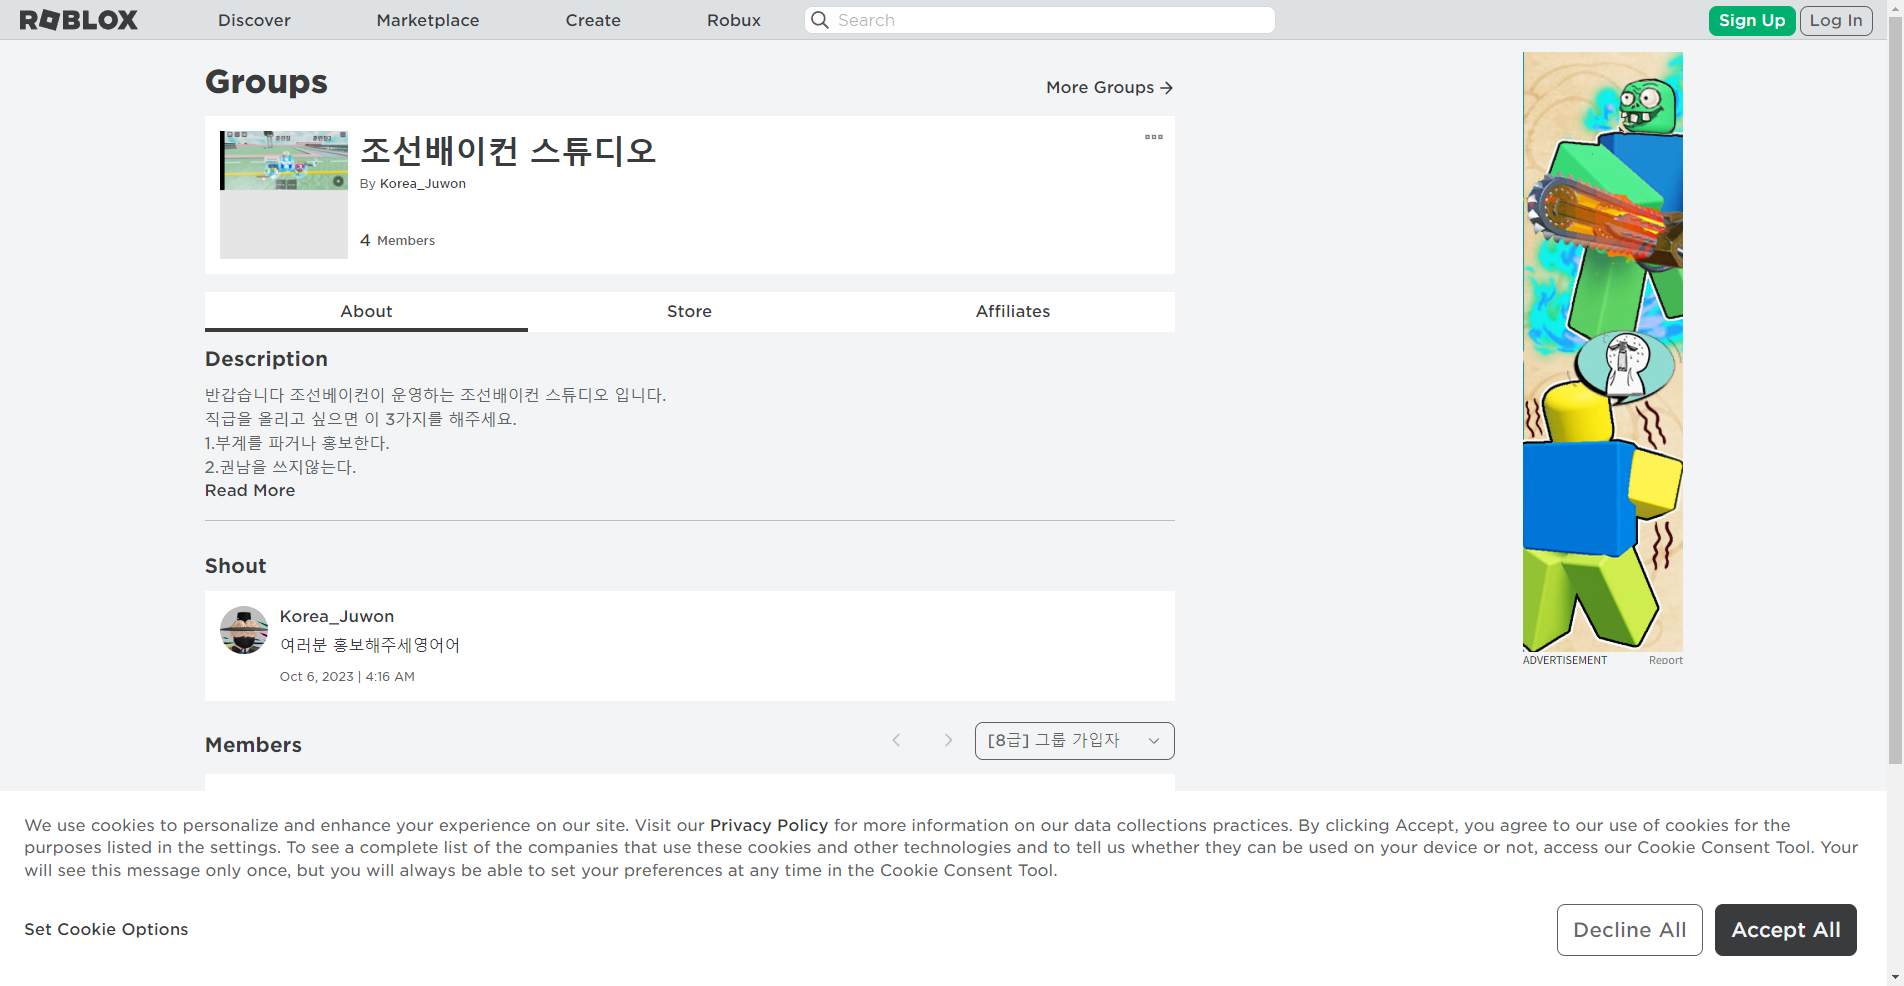 ROBLOX
Discover
Marketplace
Create
Robux
Search
Sign Up
Log In
Groups
More Groups
조선배이컨 스튜디오
By Korea_Juwon
4 Members
About
Store
Affiliates
Description
반갑습니다 조선베이컨이 운영하는 조선배이컨 스튜디오 입니다.
직급을 올리고 싶으면 이 3가지를 해주세요.
1.부계를 파거나 홍보한다.
2.권남을 쓰지않는다.
Read More
Shout
Korea_Juwon
여러분 홍보해주세영어어
Oct 6, 2023 | 4:16 AM
Members
[8급] 그룹 가입자
ADVERTISEMENT
Report
We use cookies to personalize and enhance your experience on our site. Visit our Privacy Policy for more information on our data collections practices. By clicking Accept, you agree to our use of cookies for the
purposes listed in the settings. To see a complete list of the companies that use these cookies and other technologies and to tell us whether they can be used on your device or not, access our Cookie Consent Tool. Your
will see this message only once, but you will always be able to set your preferences at any time in the Cookie Consent Tool.
Set Cookie Options
Decline All
Accept All